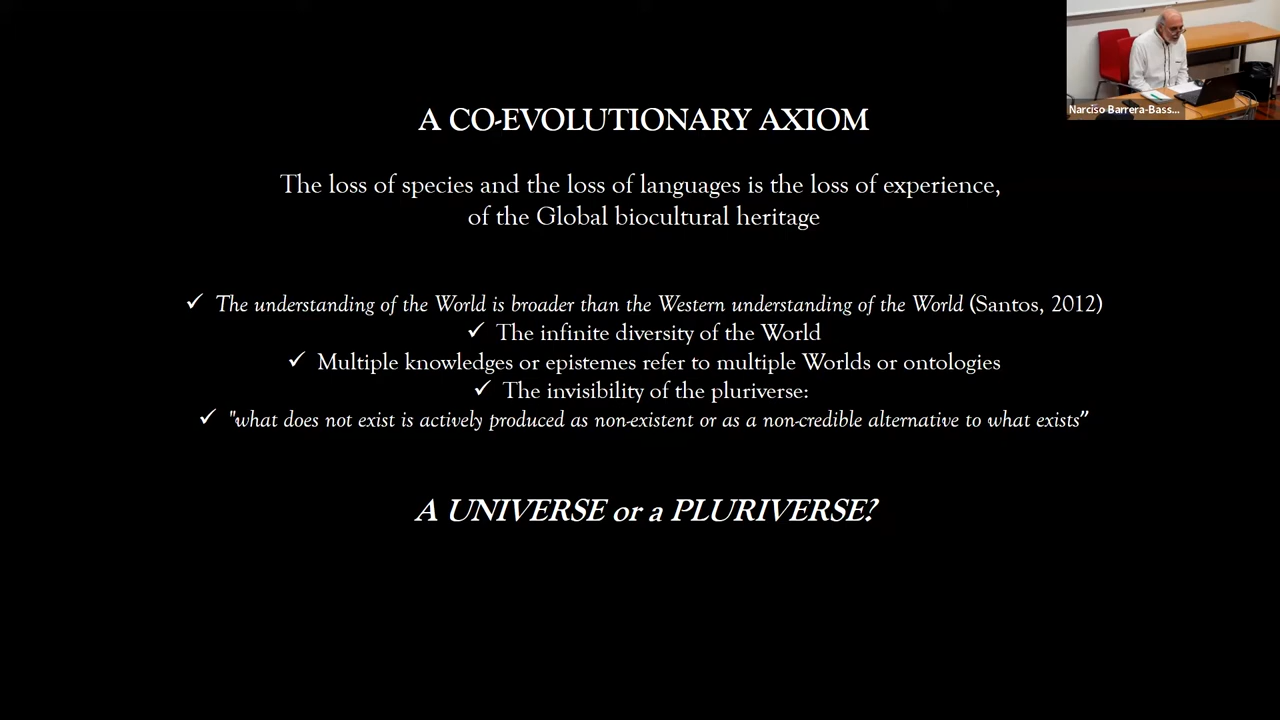 Narciso Barrera-Bass...
A CO-EVOLUTIONARY AXIOM
The loss of species and the loss of languages is the loss of experience,
of the Global biocultural heritage
✓ The understanding of the World is broader than the Western understanding of the World (Santos, 2012)
✓ The infinite diversity of the World
✓ Multiple knowledges or epistemes refer to multiple Worlds or ontologies
✓ The invisibility of the pluriverse:
✓ "what does not exist is actively produced as non-existent or as a non-credible alternative to what exists”
A UNIVERSE or a PLURIVERSE?